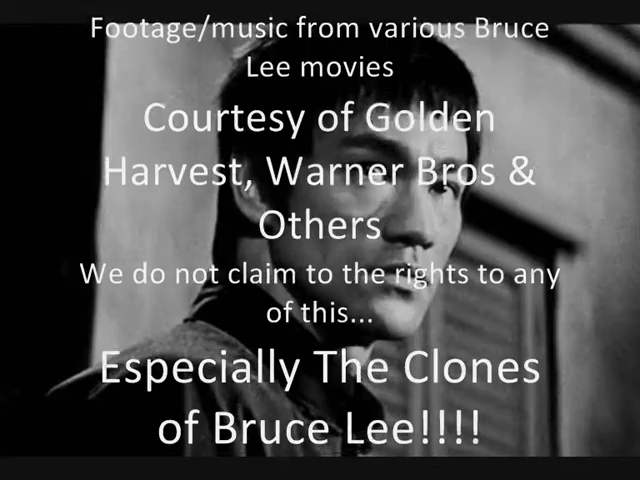 Footage/music from various Bruce
Lee movies
Courtesy of Golden
Harvest, Warner Bros &
Others
We do not claim to the rights to any
of this...
Especially The Clones
of Bruce Lee!!!!